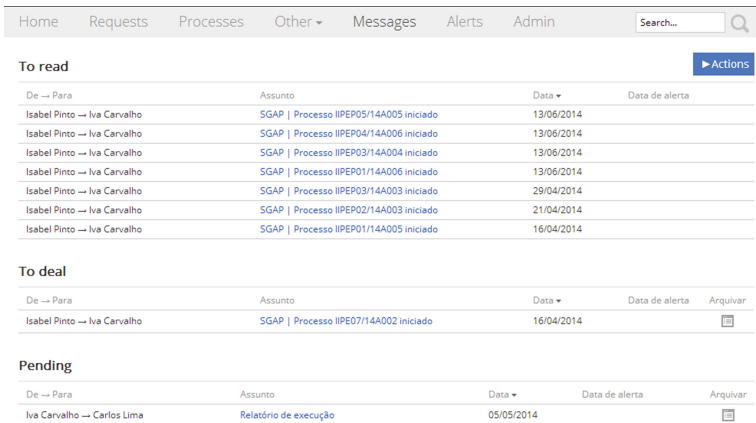 Home Requests Processes Other Messages Alerts Admin Search...
To read
Actions
De → Para Assunto Data Data de alerta
Isabel Pinto → Iva Carvalho SGAP | Processo IIPEP05/14A005 iniciado 13/06/2014
Isabel Pinto → Iva Carvalho SGAP | Processo IIPEP04/14A006 iniciado 13/06/2014
Isabel Pinto → Iva Carvalho SGAP | Processo IIPEP03/14A004 iniciado 13/06/2014
Isabel Pinto → Iva Carvalho SGAP | Processo IIPEP01/14A006 iniciado 13/06/2014
Isabel Pinto → Iva Carvalho SGAP | Processo IIPEP03/14A003 iniciado 29/04/2014
Isabel Pinto → Iva Carvalho SGAP | Processo IIPEP02/14A003 iniciado 21/04/2014
Isabel Pinto → Iva Carvalho SGAP | Processo IIPEP01/14A005 iniciado 16/04/2014
To deal
De → Para Assunto Data Data de alerta Arquivar
Isabel Pinto → Iva Carvalho SGAP | Processo IIPE07/14A002 iniciado 16/04/2014
Pending
De → Para Assunto Data Data de alerta Arquivar
Iva Carvalho → Carlos Lima Relatório de execução 05/05/2014